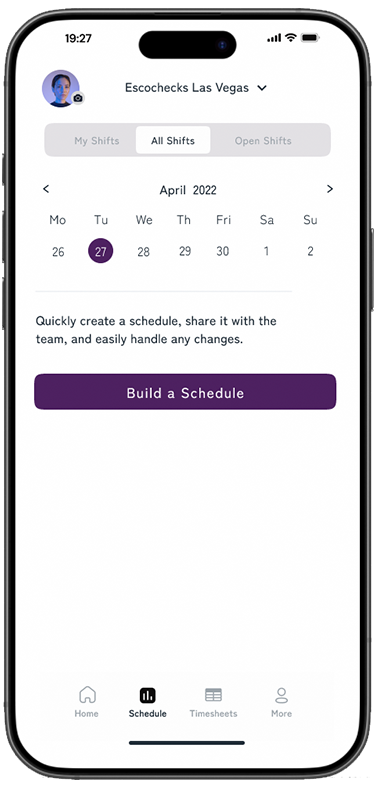 19:27
Escochecks Las Vegas
My Shifts All Shifts Open Shifts
April 2022
Mo Tu We Th Fri Sa Su
26 27 28 29 30 1 2
Quickly create a schedule, share it with the
team, and easily handle any changes.
Build a Schedule
Home Schedule Timesheets More